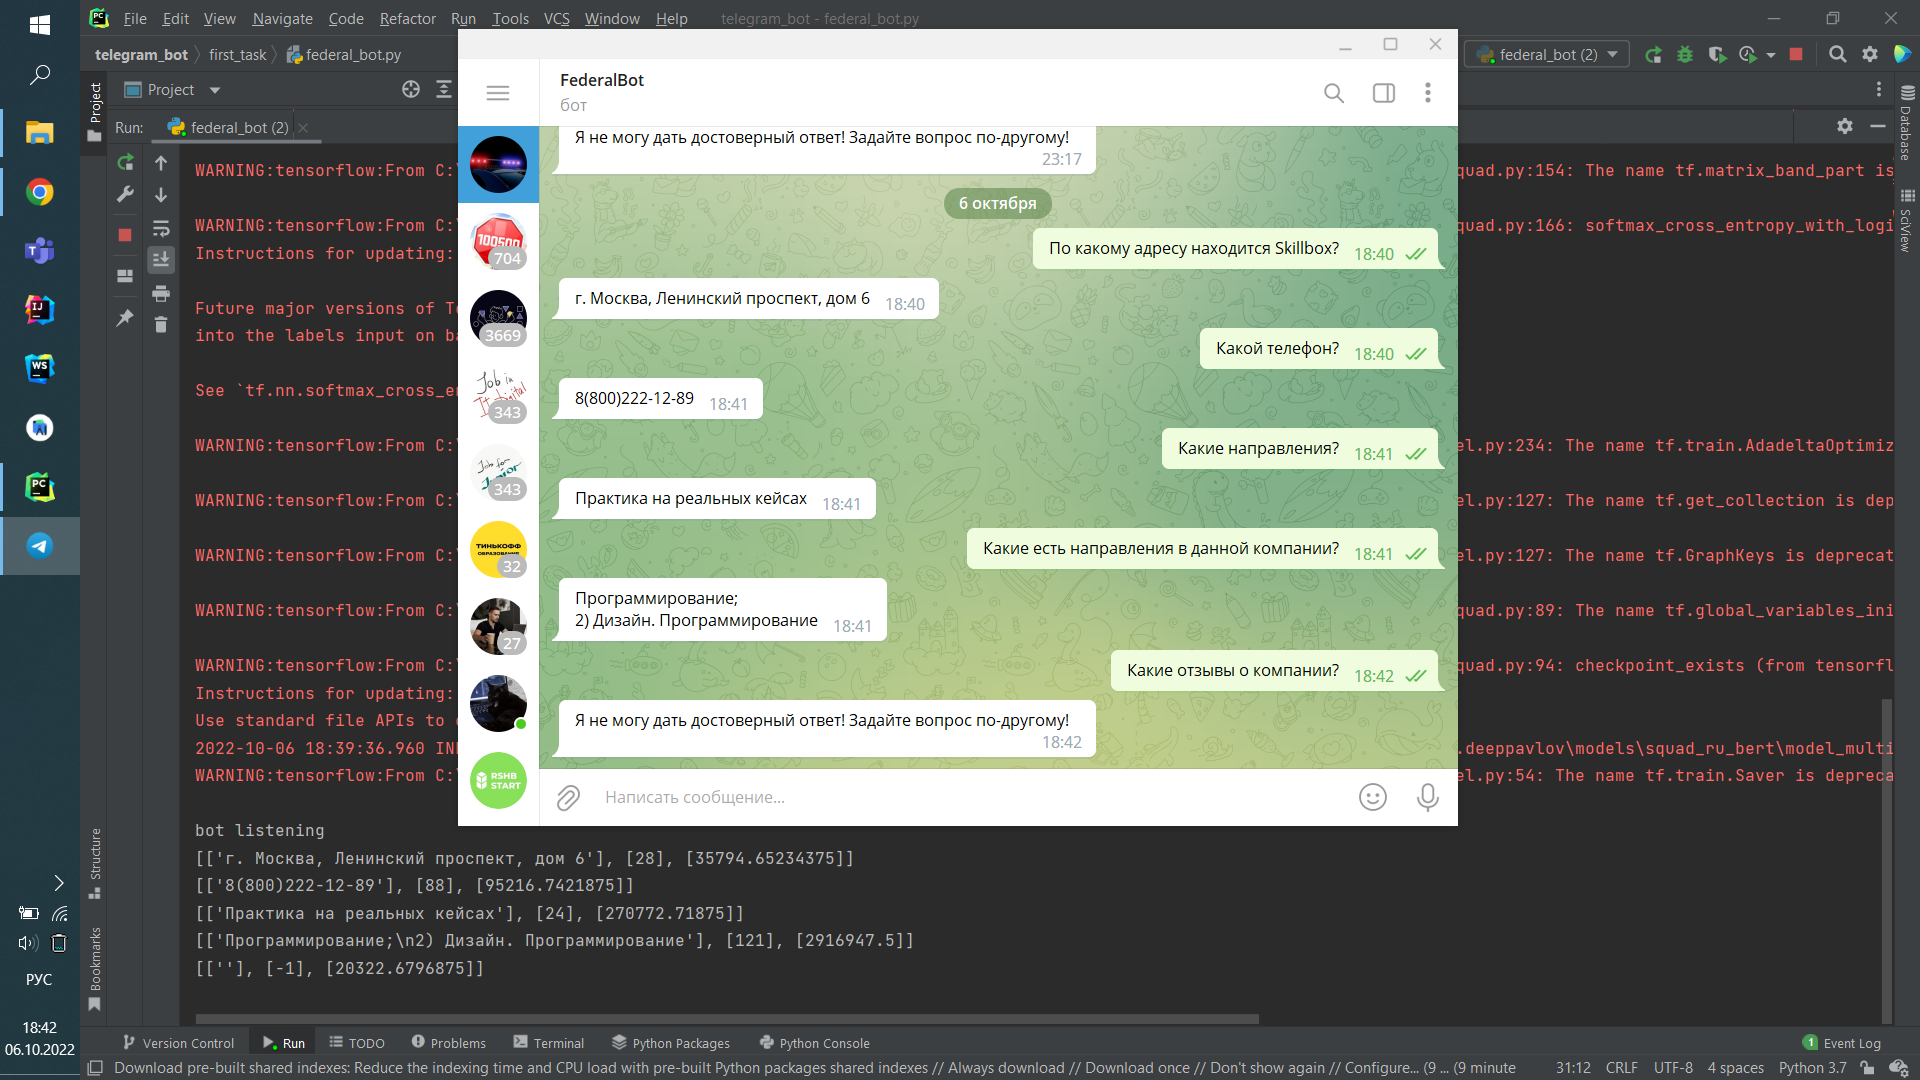 File Edit View Navigate Code Refactor Run Tools VCS Window Help telegram_bot - federal_bot.py
telegram_bot first_task federal_bot.py
federal_bot (2)
Project
Run: federal_bot (2)
Project
Database
SciView
Structure
Bookmarks
FederalBot
бот
Я не могу дать достоверный ответ! Задайте вопрос по-другому!
23:17
6 октября
По какому адресу находится Skillbox? 18:40
г. Москва, Ленинский проспект, дом 6 18:40
Какой телефон? 18:40
8(800)222-12-89 18:41
Какие направления? 18:41
Практика на реальных кейсах 18:41
Какие есть направления в данной компании? 18:41
Программирование;
2) Дизайн. Программирование 18:41
Какие отзывы о компании? 18:42
Я не могу дать достоверный ответ! Задайте вопрос по-другому!
18:42
Написать сообщение...
100500
704
3669
Job in
It Digital
343
Job for
Junior
343
ТИНЬКОФФ
ОБРАЗОВАНИЕ
32
27
RSHB
START
WARNING:tensorflow:From C:\
quad.py:154: The name tf.matrix_band_part is
WARNING:tensorflow:From C:\
quad.py:166: softmax_cross_entropy_with_logi
Instructions for updating:
Future major versions of T
into the labels input on ba
See `tf.nn.softmax_cross_e
WARNING:tensorflow:From C:\
el.py:234: The name tf.train.AdadeltaOptimiz
WARNING:tensorflow:From C:\
el.py:127: The name tf.get_collection is dep
WARNING:tensorflow:From C:\
el.py:127: The name tf.GraphKeys is deprecat
WARNING:tensorflow:From C:\
quad.py:89: The name tf.global_variables_ini
WARNING:tensorflow:From C:\
quad.py:94: checkpoint_exists (from tensorfl
Instructions for updating:
Use standard file APIs to
2022-10-06 18:39:36.960 IN
.deeppavlov\models\squad_ru_bert\model_multi
WARNING:tensorflow:From C:\
el.py:54: The name tf.train.Saver is depreca
bot listening
[['г. Москва, Ленинский проспект, дом 6'], [28], [35794.65234375]]
[['8(800)222-12-89'], [88], [95216.7421875]]
[['Практика на реальных кейсах'], [24], [270772.71875]]
[['Программирование;\n2) Дизайн. Программирование'], [121], [2916947.5]]
[[''], [-1], [20322.6796875]]
Version Control Run TODO Problems Terminal Python Packages Python Console 1 Event Log
Download pre-built shared indexes: Reduce the indexing time and CPU load with pre-built Python packages shared indexes // Always download // Download once // Don't show again // Configure... (9 ... (9 minute 31:12 CRLF UTF-8 4 spaces Python 3.7
РУС
18:42
06.10.2022